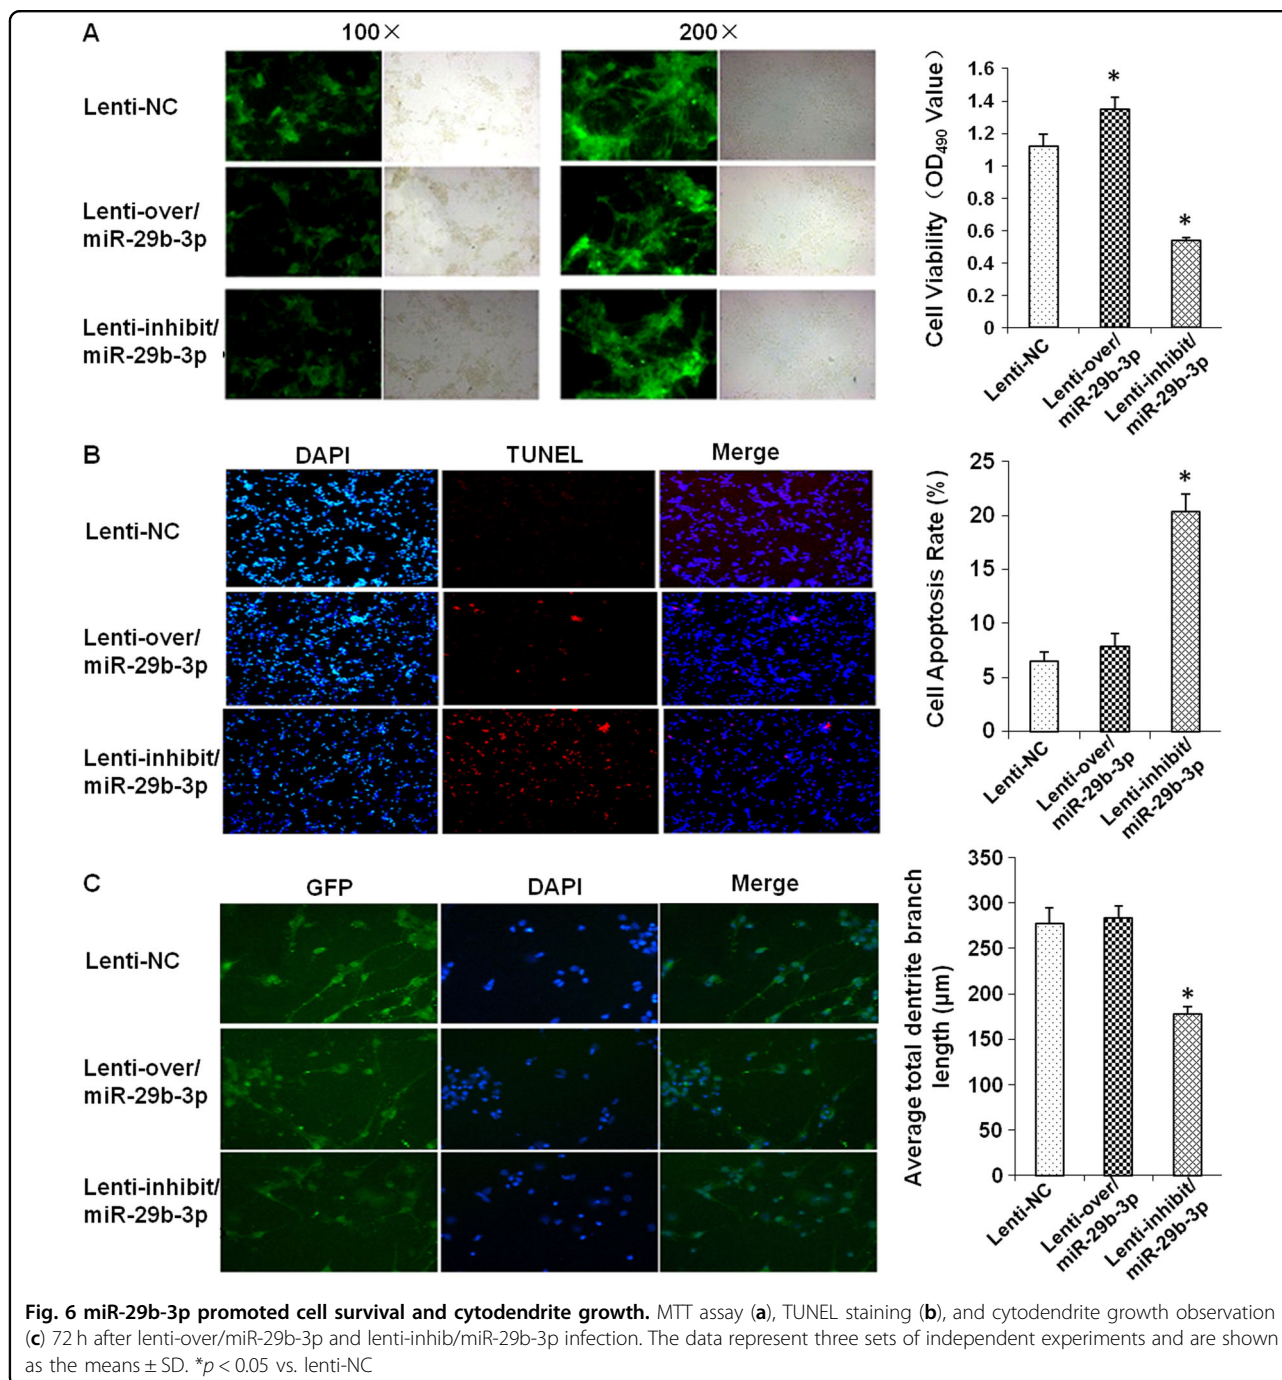 A
100×
200×
Lenti-NC
Lenti-over/
miR-29b-3p
Lenti-inhibit/
miR-29b-3p
Cell Viability (OD490 Value)
1.6
1.4
1.2
1
0.8
0.6
0.4
0.2
0
*
*
Lenti-NC
Lenti-over/
miR-29b-3p
Lenti-inhibit/
miR-29b-3p
B
DAPI
TUNEL
Merge
Lenti-NC
Lenti-over/
miR-29b-3p
Lenti-inhibit/
miR-29b-3p
Cell Apoptosis Rate (%)
25
20
15
10
5
0
*
Lenti-NC
Lenti-over/
miR-29b-3p
Lenti-inhibit/
miR-29b-3p
C
GFP
DAPI
Merge
Lenti-NC
Lenti-over/
miR-29b-3p
Lenti-inhibit/
miR-29b-3p
Average total dentrite branch
length (μm)
350
300
250
200
150
100
50
0
*
Lenti-NC
Lenti-over/
miR-29b-3p
Lenti-inhibit/
miR-29b-3p
Fig. 6 miR-29b-3p promoted cell survival and cytodendrite growth. MTT assay (a), TUNEL staining (b), and cytodendrite growth observation
(c) 72 h after lenti-over/miR-29b-3p and lenti-inhib/miR-29b-3p infection. The data represent three sets of independent experiments and are shown
as the means ± SD. *p < 0.05 vs. lenti-NC